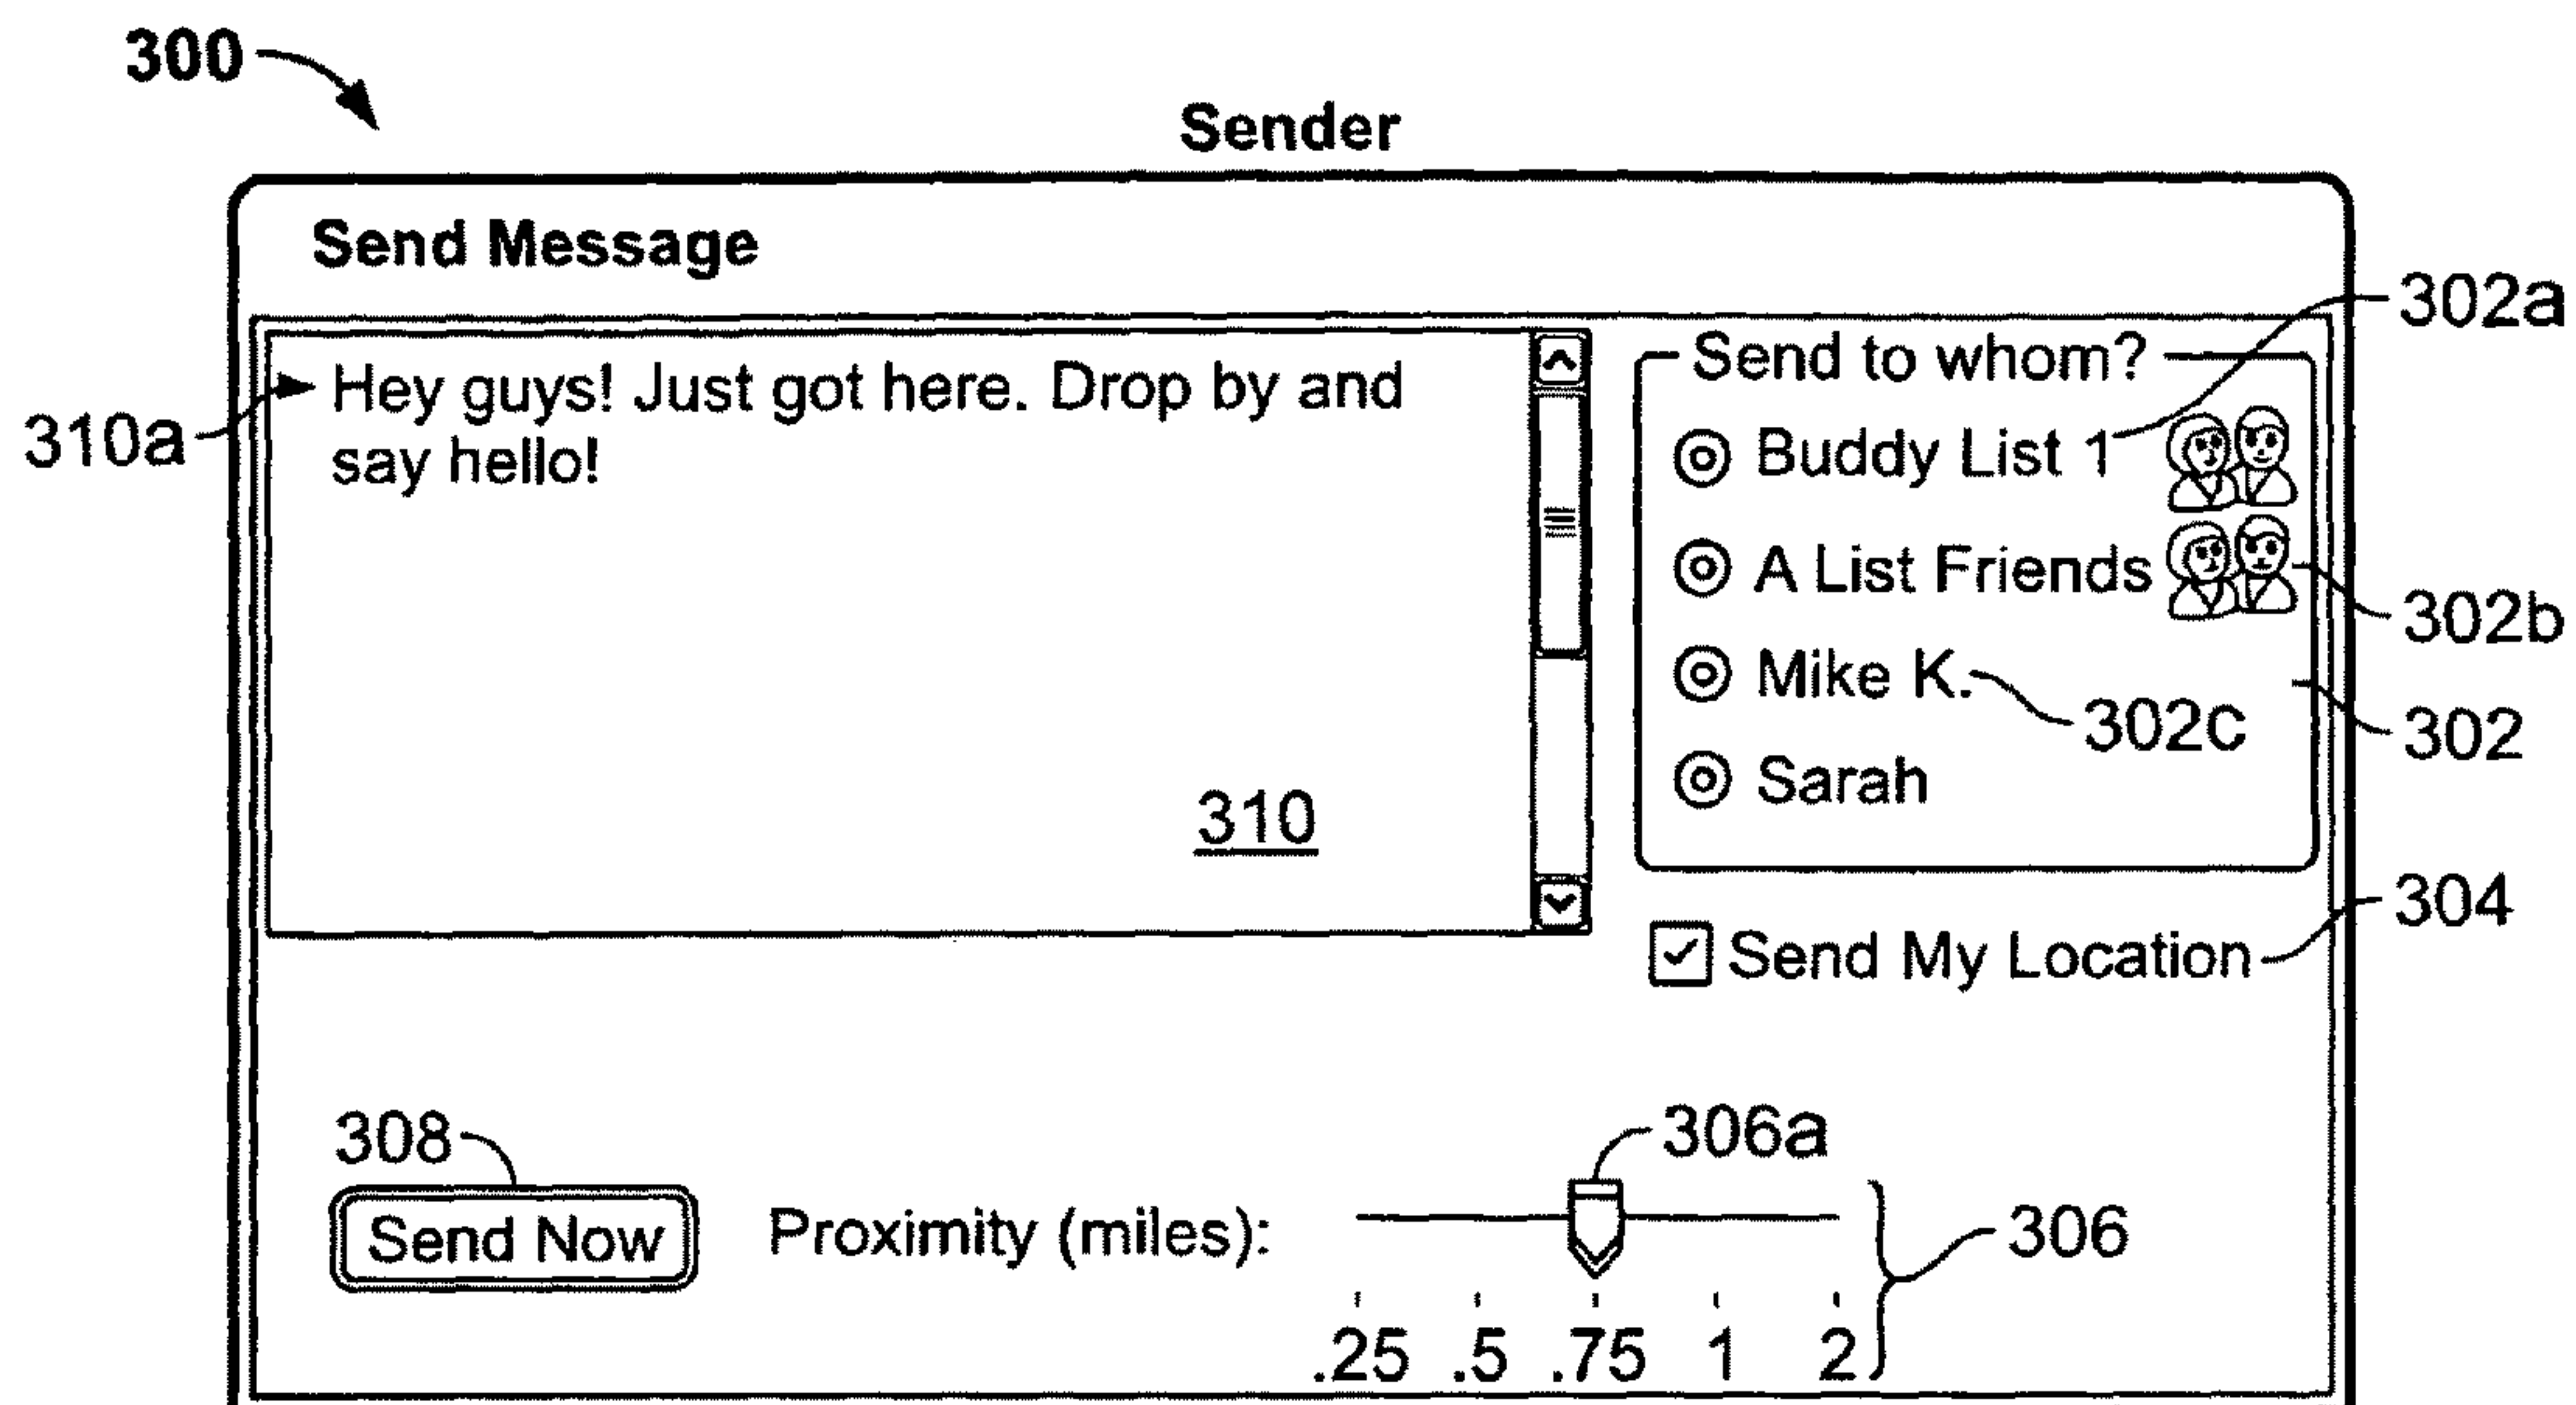 300
Sender
Send Message
302a
310a
Hey guys! Just got here. Drop by and
say hello!
310
Send to whom?
Buddy List 1
A List Friends
302b
Mike K.
302c
302
Sarah
304
Send My Location
308
Send Now
Proximity (miles):
306a
306
.25 .5 .75 1 2